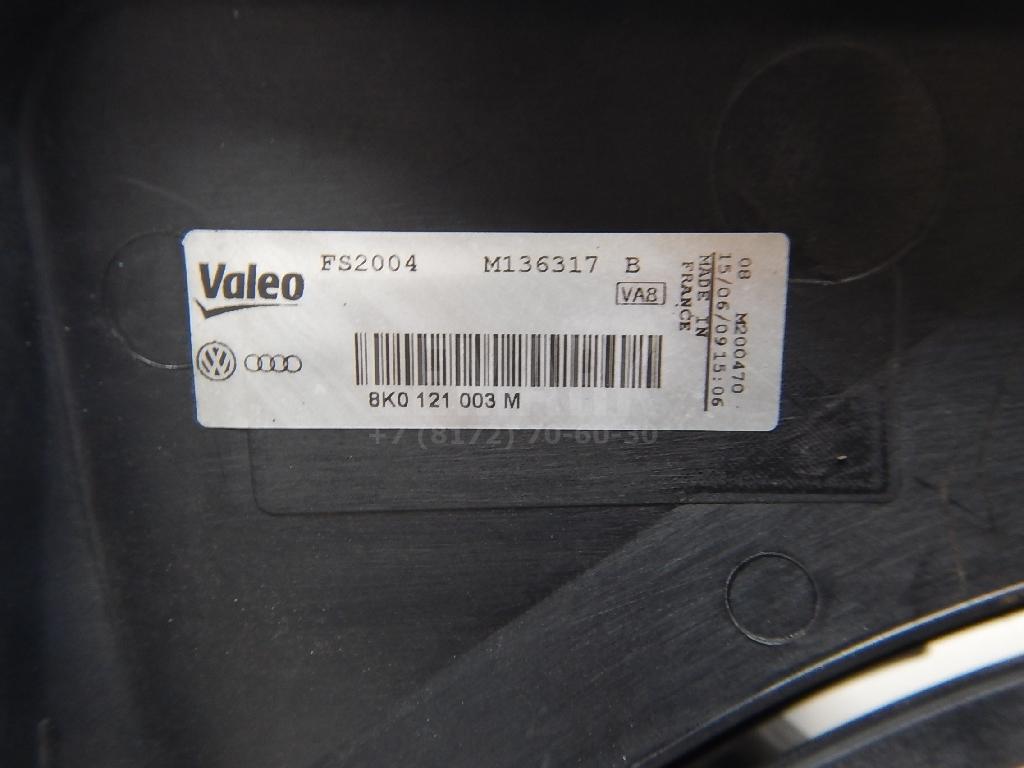 Valeo
FS2004 M136317 B
VA8
8K0 121 003 M
08 M200470
15/06/09 15:06
MADE IN
FRANCE
+7 (8172) 70-60-30